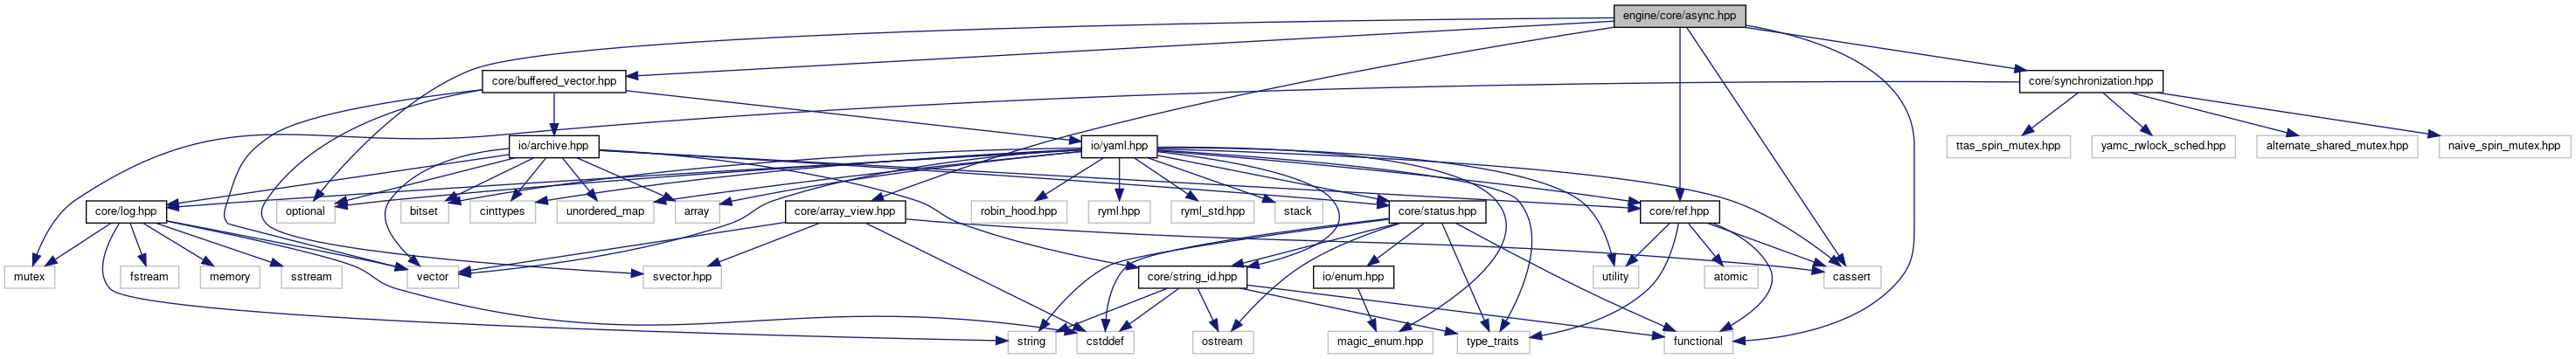 engine/core/async.hpp
core/buffered_vector.hpp
core/synchronization.hpp
io/archive.hpp
io/yaml.hpp
ttas_spin_mutex.hpp
yamc_rwlock_sched.hpp
alternate_shared_mutex.hpp
naive_spin_mutex.hpp
core/log.hpp
optional
bitset
cinttypes
unordered_map
array
core/array_view.hpp
robin_hood.hpp
ryml.hpp
ryml_std.hpp
stack
core/status.hpp
core/ref.hpp
mutex
fstream
memory
sstream
vector
svector.hpp
core/string_id.hpp
io/enum.hpp
utility
atomic
cassert
string
cstddef
ostream
magic_enum.hpp
type_traits
functional